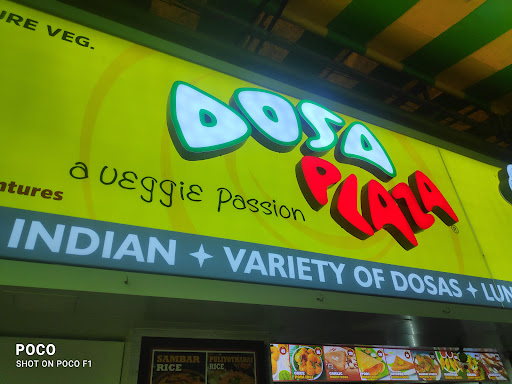 URE VEG.
DOSA
PLAZA
®
a veggie passion
ntures
INDIAN ✦ VARIETY OF DOSAS ✦ LUN
SAMBAR
RICE
RICE
POCO
SHOT ON POCO F1